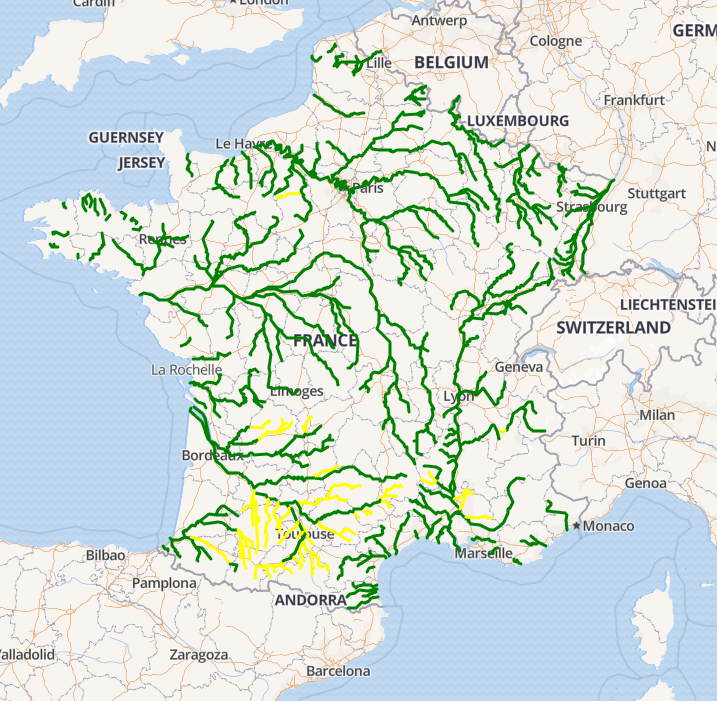 Cardiff
London
Antwerp
Cologne
GERM
Lille
BELGIUM
Frankfurt
LUXEMBOURG
GUERNSEY
Le Havre
JERSEY
N
Paris
Stuttgart
Strasbourg
Rennes
LIECHTENSTEI
SWITZERLAND
FRANCE
La Rochelle
Geneva
Limoges
Lyon
Milan
Turin
Bordeaux
Genoa
Toulouse
Monaco
Bilbao
Marseille
Pamplona
ANDORRA
Valladolid
Zaragoza
Barcelona